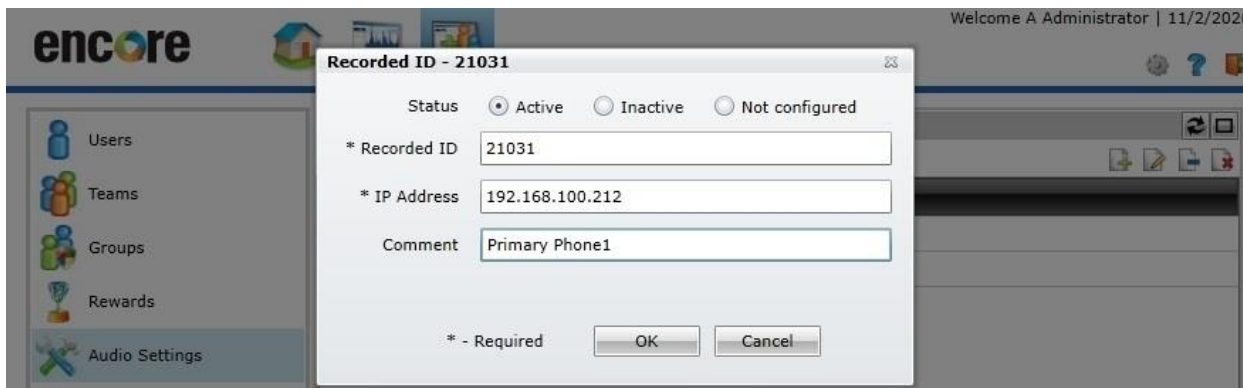 Welcome A Administrator | 11/2/202
encore
Recorded ID - 21031
Status Active Inactive Not configured
* Recorded ID 21031
* IP Address 192.168.100.212
Comment Primary Phone1
* - Required OK Cancel
Users
Teams
Groups
Rewards
Audio Settings